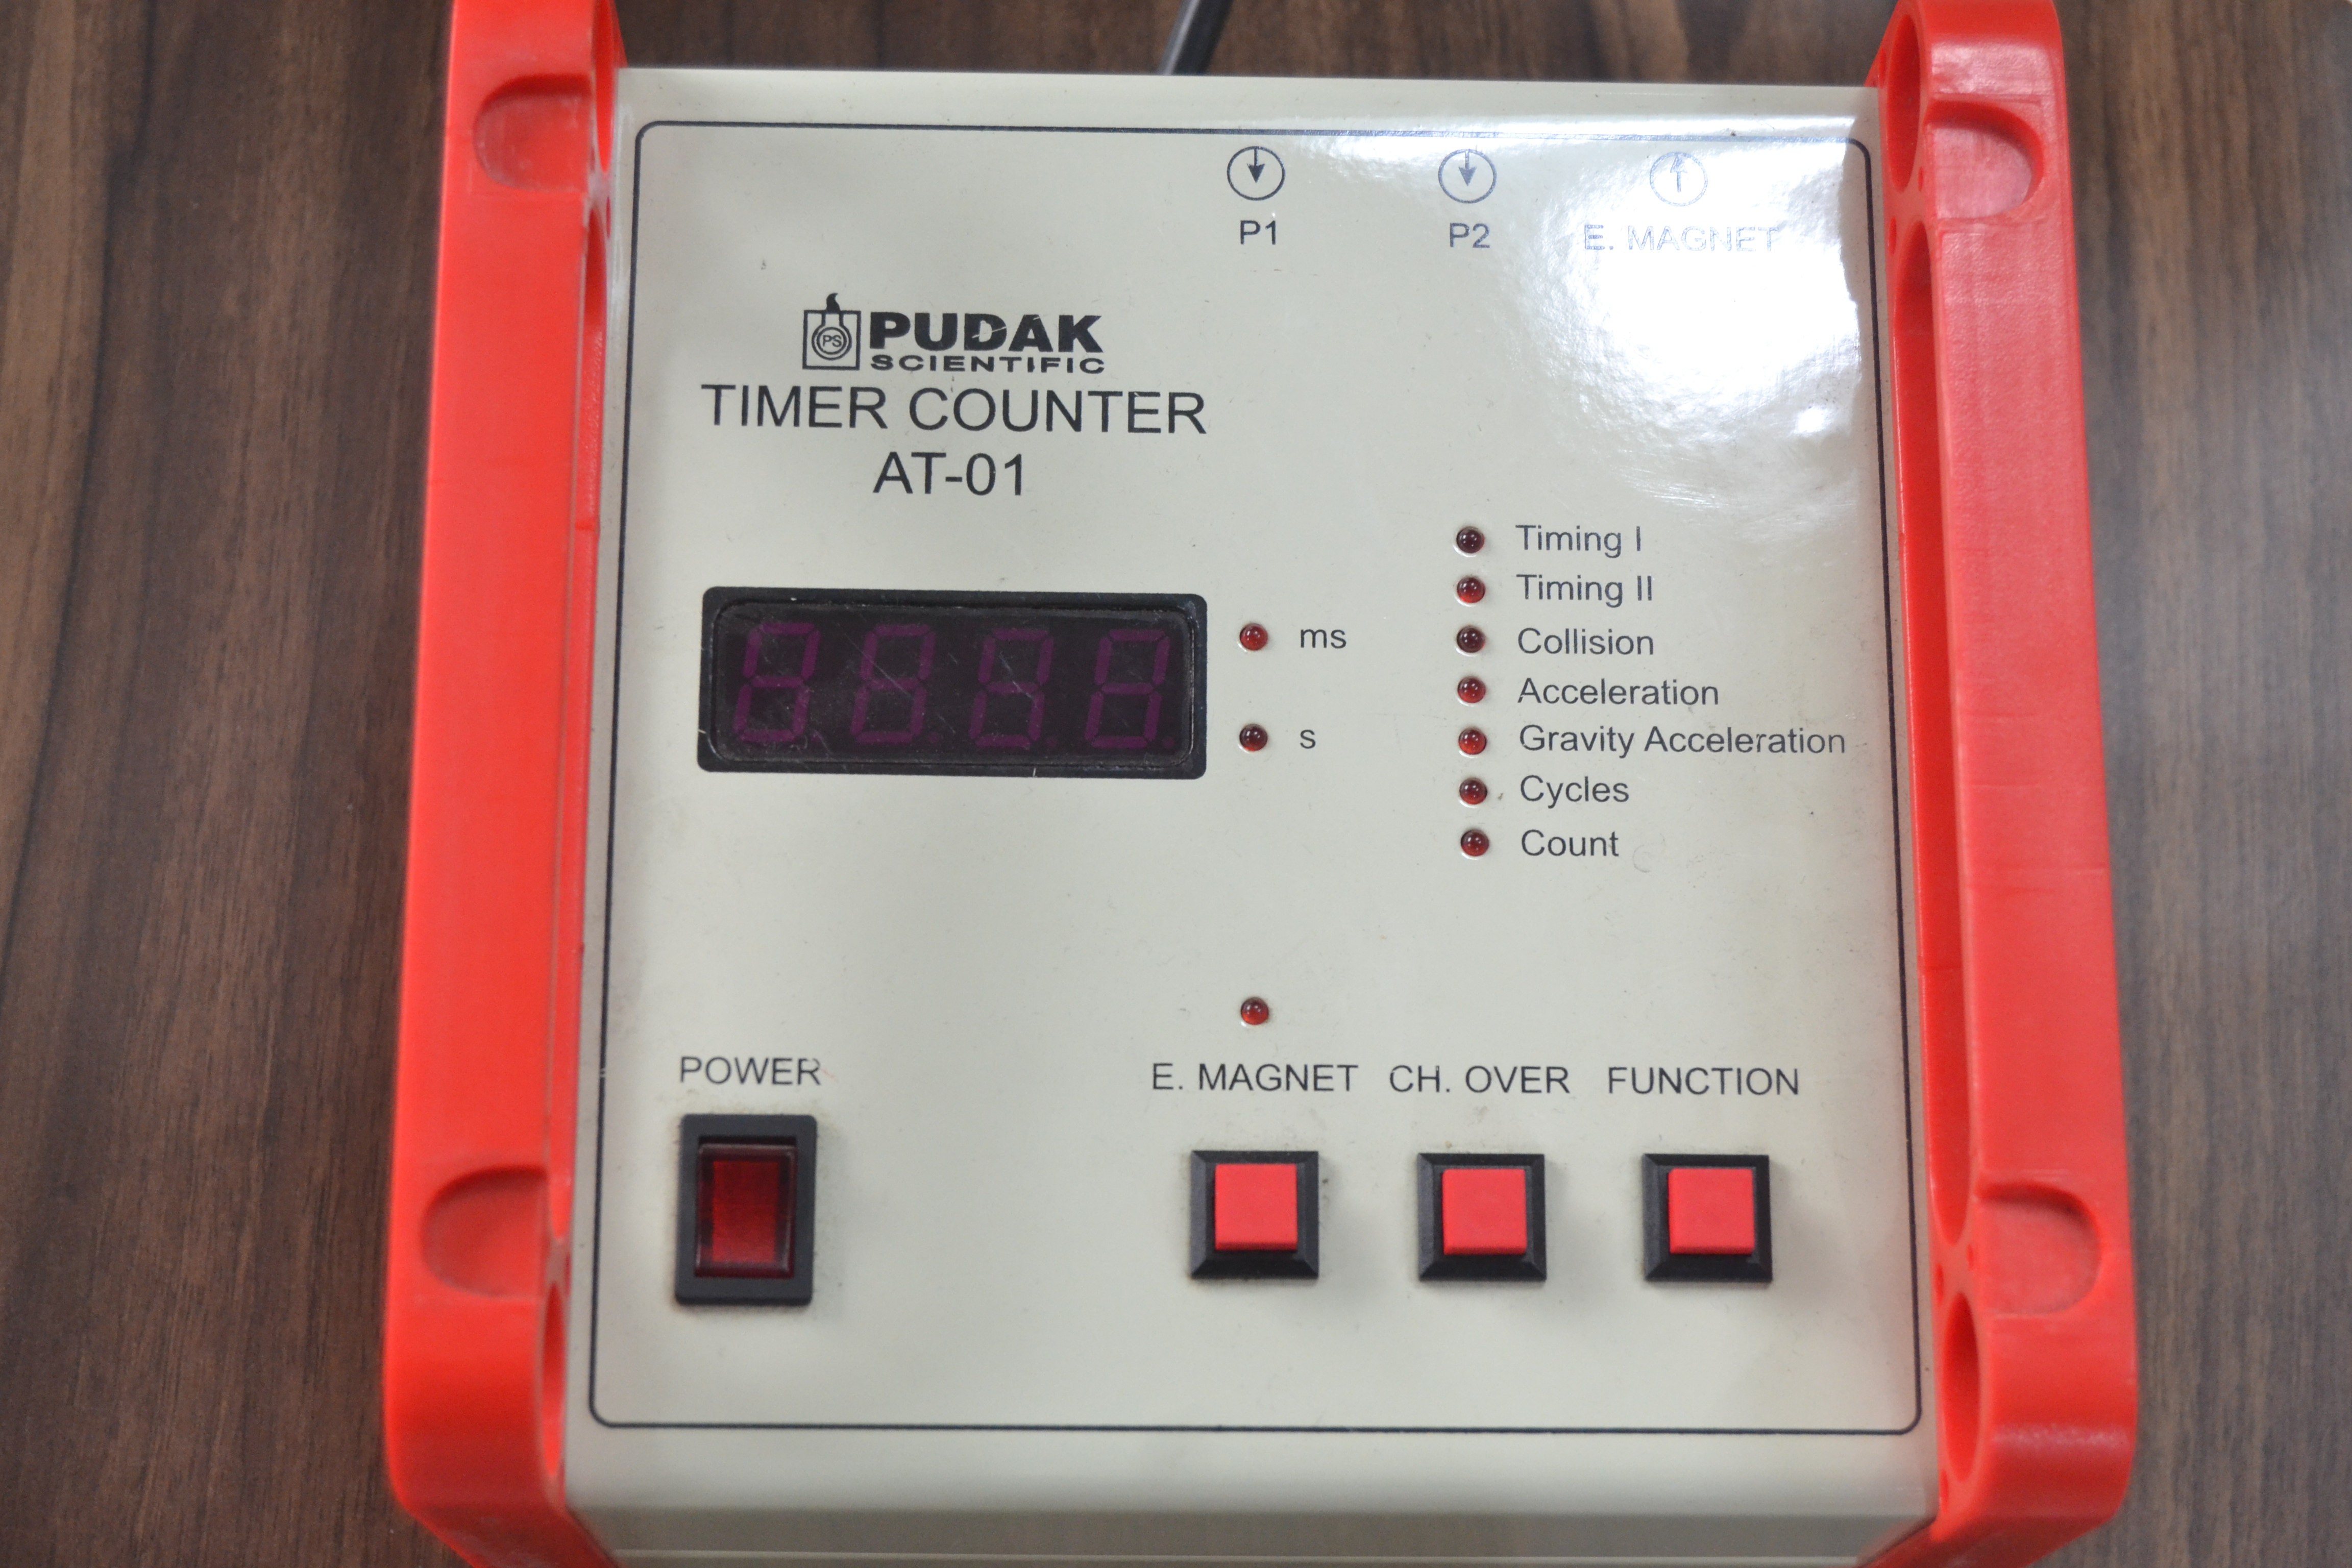 P1
P2
E. MAGNET
PS
PUDAK
SCIENTIFIC
TIMER COUNTER
AT-01
Timing I
Timing II
ms
Collision
Acceleration
s
Gravity Acceleration
Cycles
Count
POWER
E. MAGNET
CH. OVER
FUNCTION